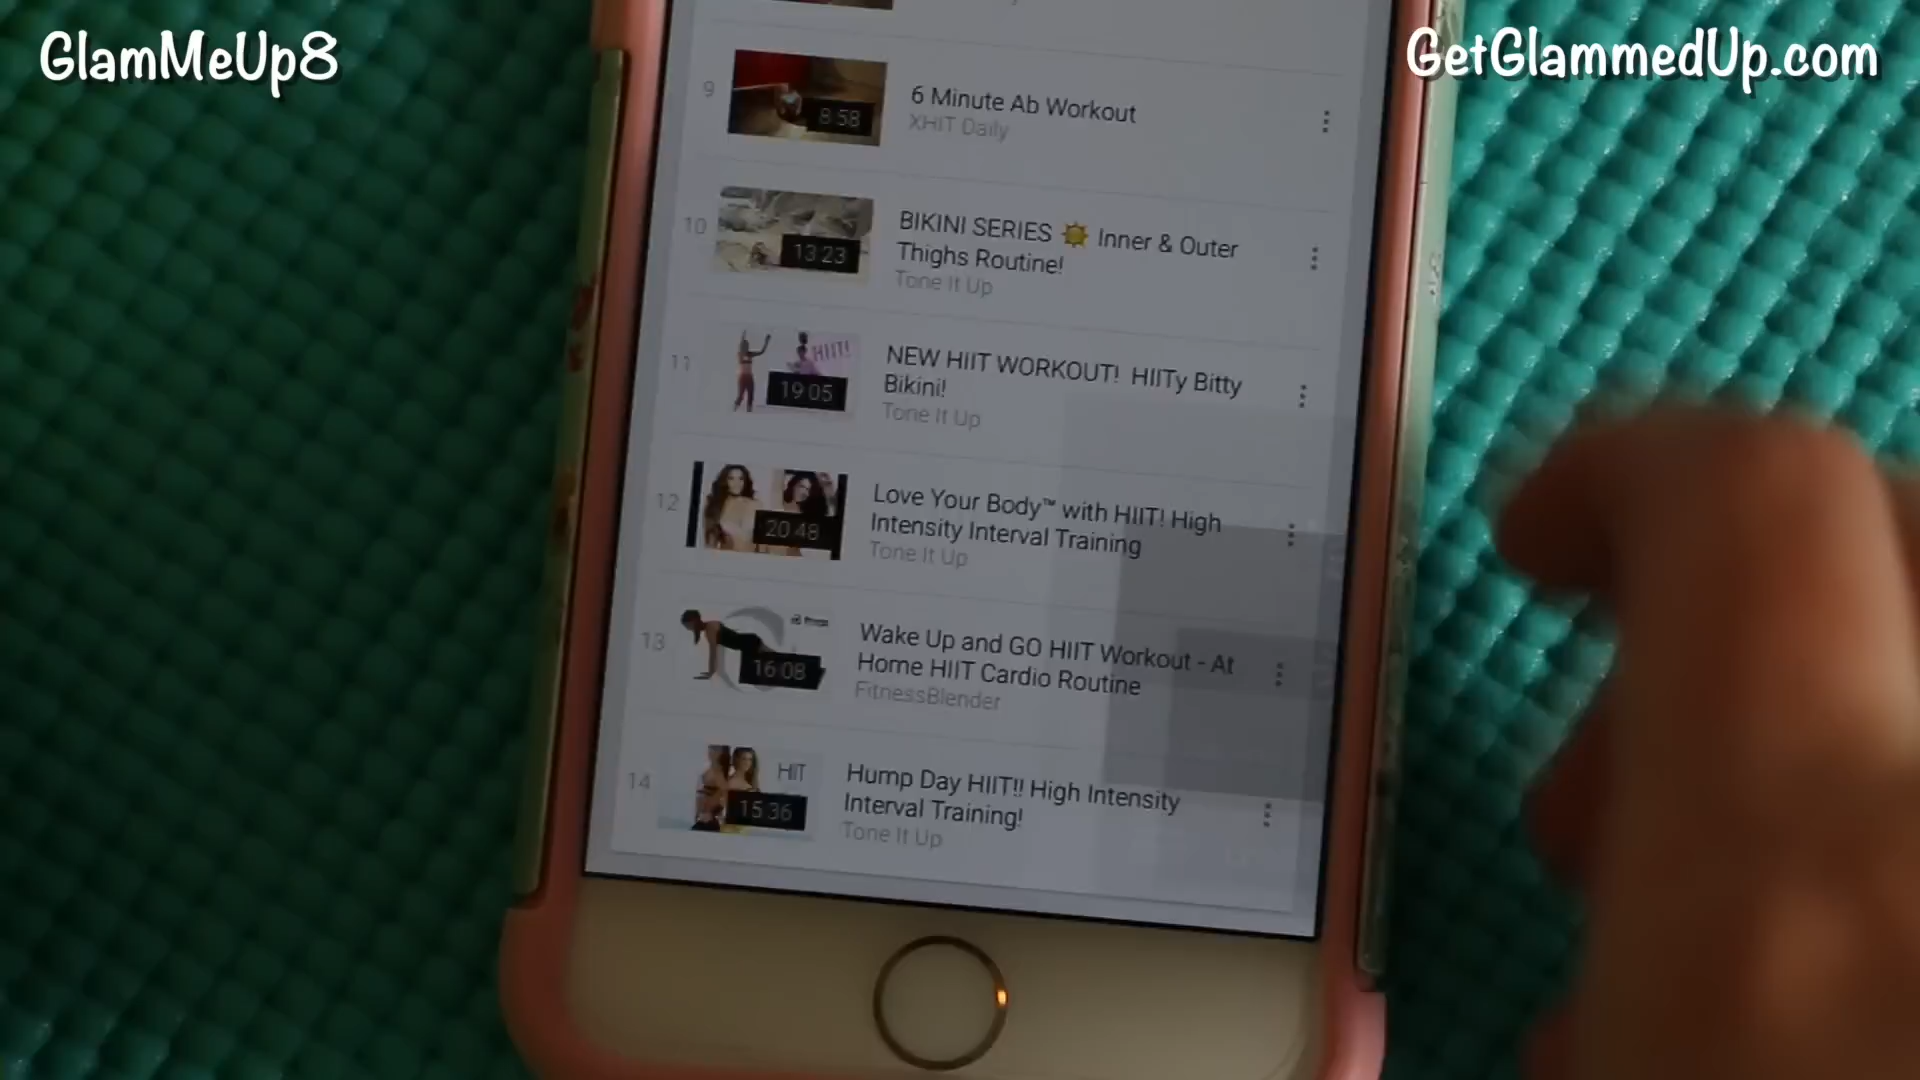 GlamMeUp8
GetGlammedUp.com
9
8:58
6 Minute Ab Workout
XHIT Daily
10
13:23
BIKINI SERIES ☀ Inner & Outer
Thighs Routine!
Tone It Up
11
HIIT!
19:05
NEW HIIT WORKOUT! HIITy Bitty
Bikini!
Tone It Up
12
20:48
Love Your Body™ with HIIT! High
Intensity Interval Training
Tone It Up
13
16:08
Wake Up and GO HIIT Workout - At
Home HIIT Cardio Routine
FitnessBlender
14
HIIT
15:36
Hump Day HIIT!! High Intensity
Interval Training!
Tone It Up